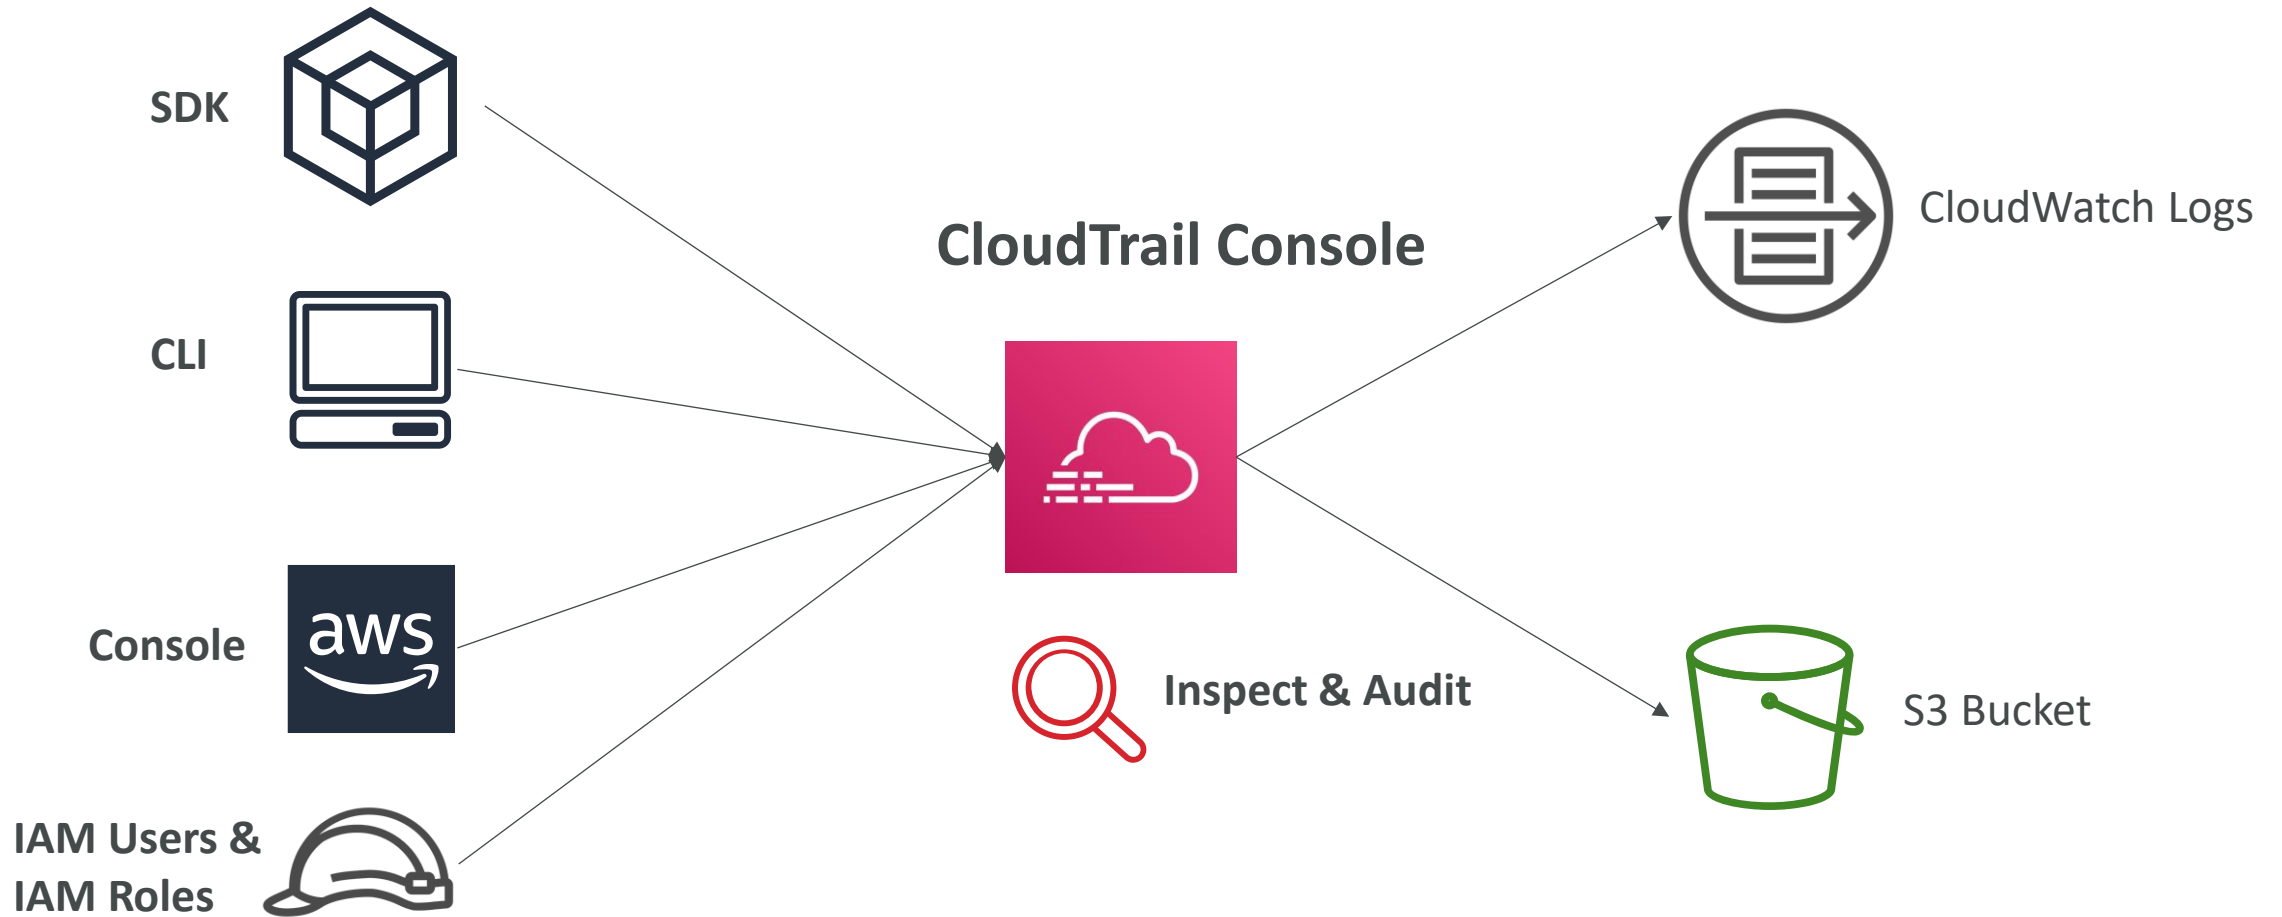 SDK
CLI
Console
aws
IAM Users &
IAM Roles
CloudTrail Console
Inspect & Audit
CloudWatch Logs
S3 Bucket